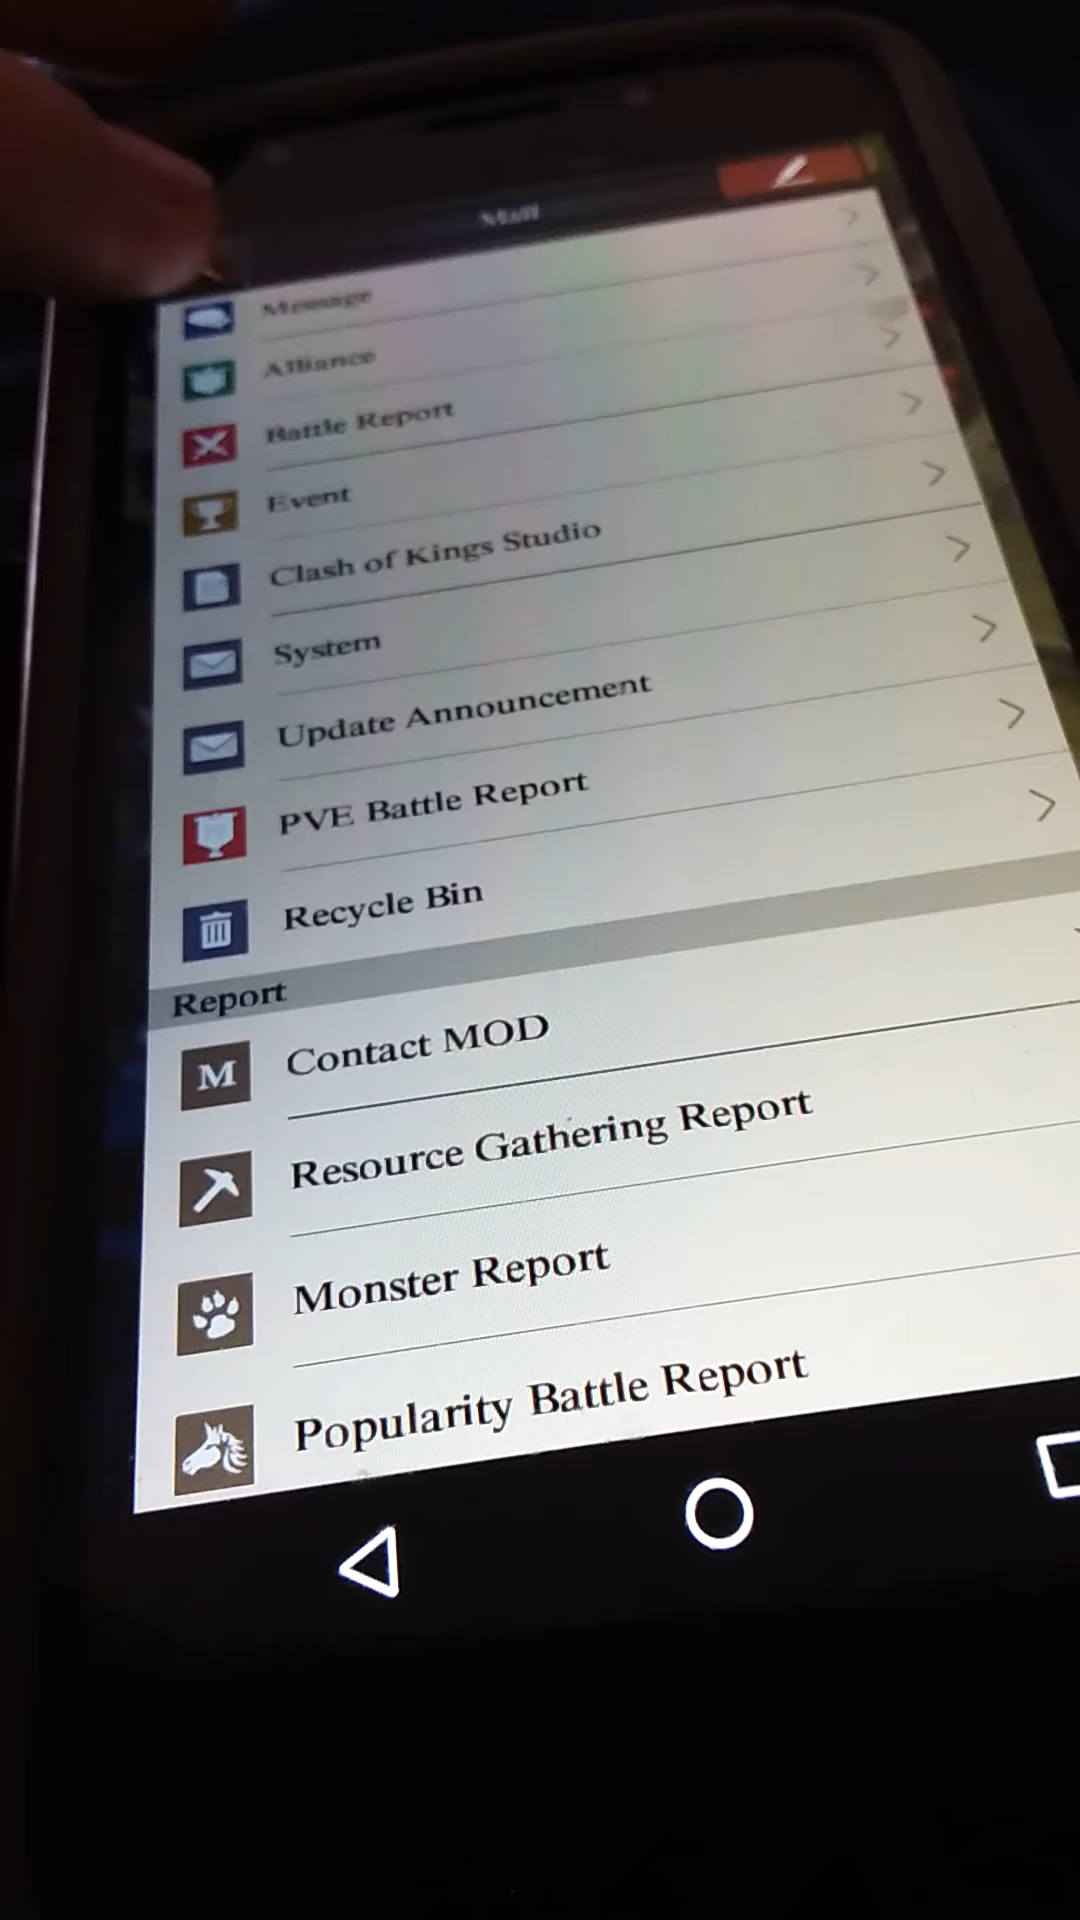 Mail
Message
Alliance
Battle Report
Event
Clash of Kings Studio
System
Update Announcement
PVE Battle Report
Recycle Bin
Report
M Contact MOD
Resource Gathering Report
Monster Report
Popularity Battle Report